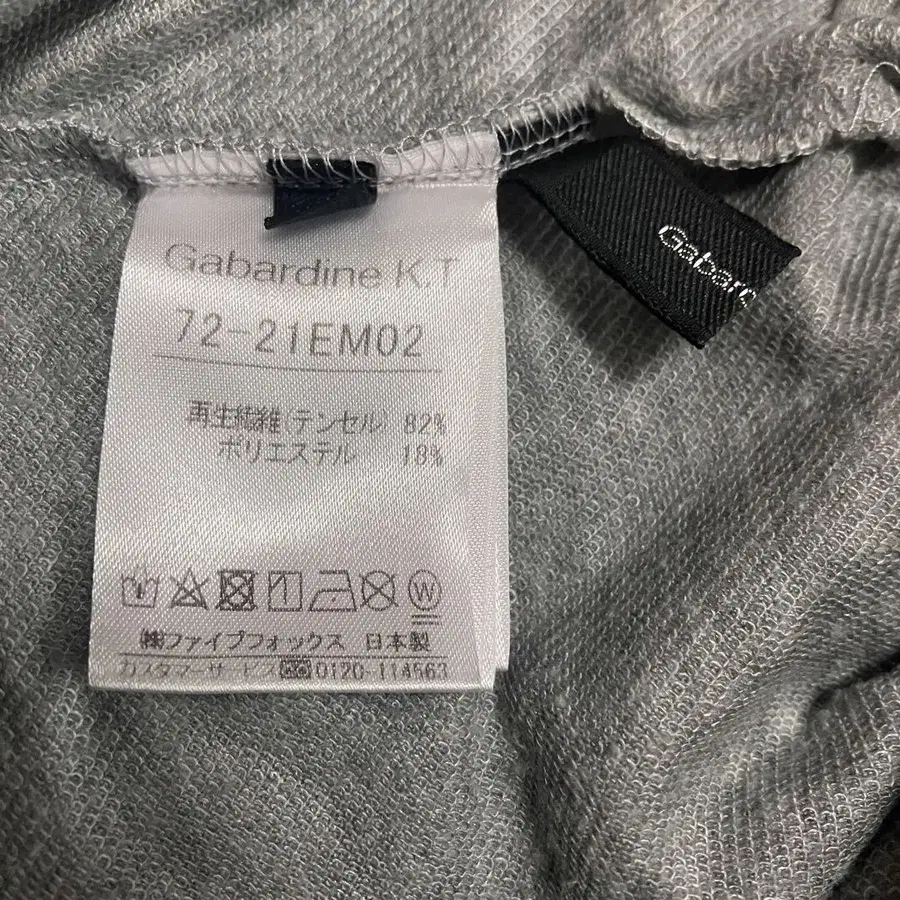 Gabardine K.T
72-21EM02
再生繊維(テンセル) 82%
ポリエステル 18%
W
㈱ファイブフォックス 日本製
カスタマーサービス 0120-114563
Gabard